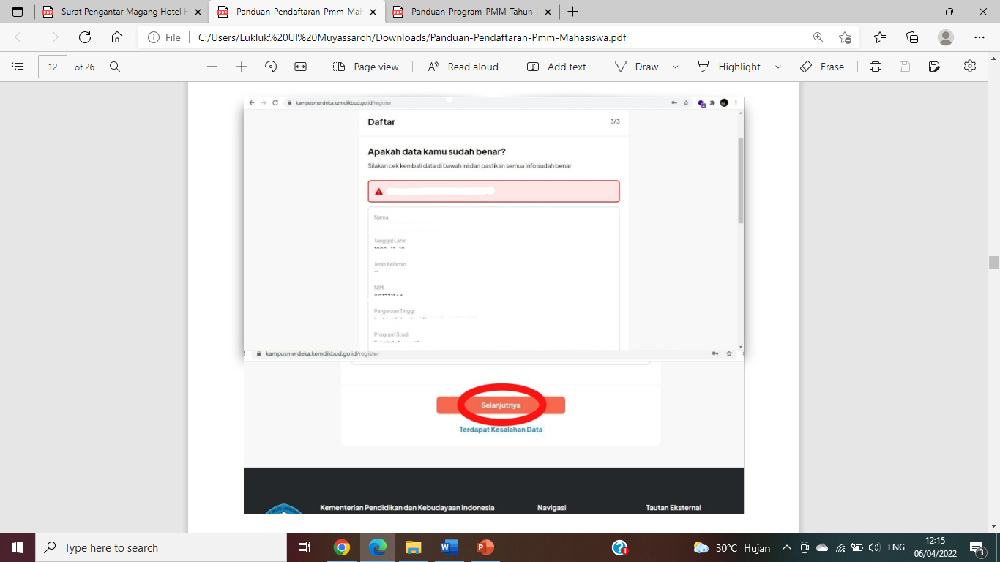 Surat Pengantar Magang Hotel H
Panduan-Pendaftaran-Pmm-Mah
Panduan-Program-PMM-Tahun-
File
C:/Users/Lukluk%20Ul%20Muyassaroh/Downloads/Panduan-Pendaftaran-Pmm-Mahasiswa.pdf
12 of 26
Page view
Read aloud
Add text
Draw
Highlight
Erase
kampusmerdeka.kemdikbud.go.id/register
Daftar 3/3
Apakah data kamu sudah benar?
Silakan cek kembali data di bawah ini dan pastikan semua info sudah benar
Nama
Tanggal Lahir
Jenis Kelamin
NIM
Perguruan Tinggi
Program Studi
kampusmerdeka.kemdikbud.go.id/register
Selanjutnya
Terdapat Kesalahan Data
Kementerian Pendidikan dan Kebudayaan Indonesia
Navigasi
Tautan Eksternal
Type here to search
30°C Hujan
ENG
12:15
06/04/2022
3